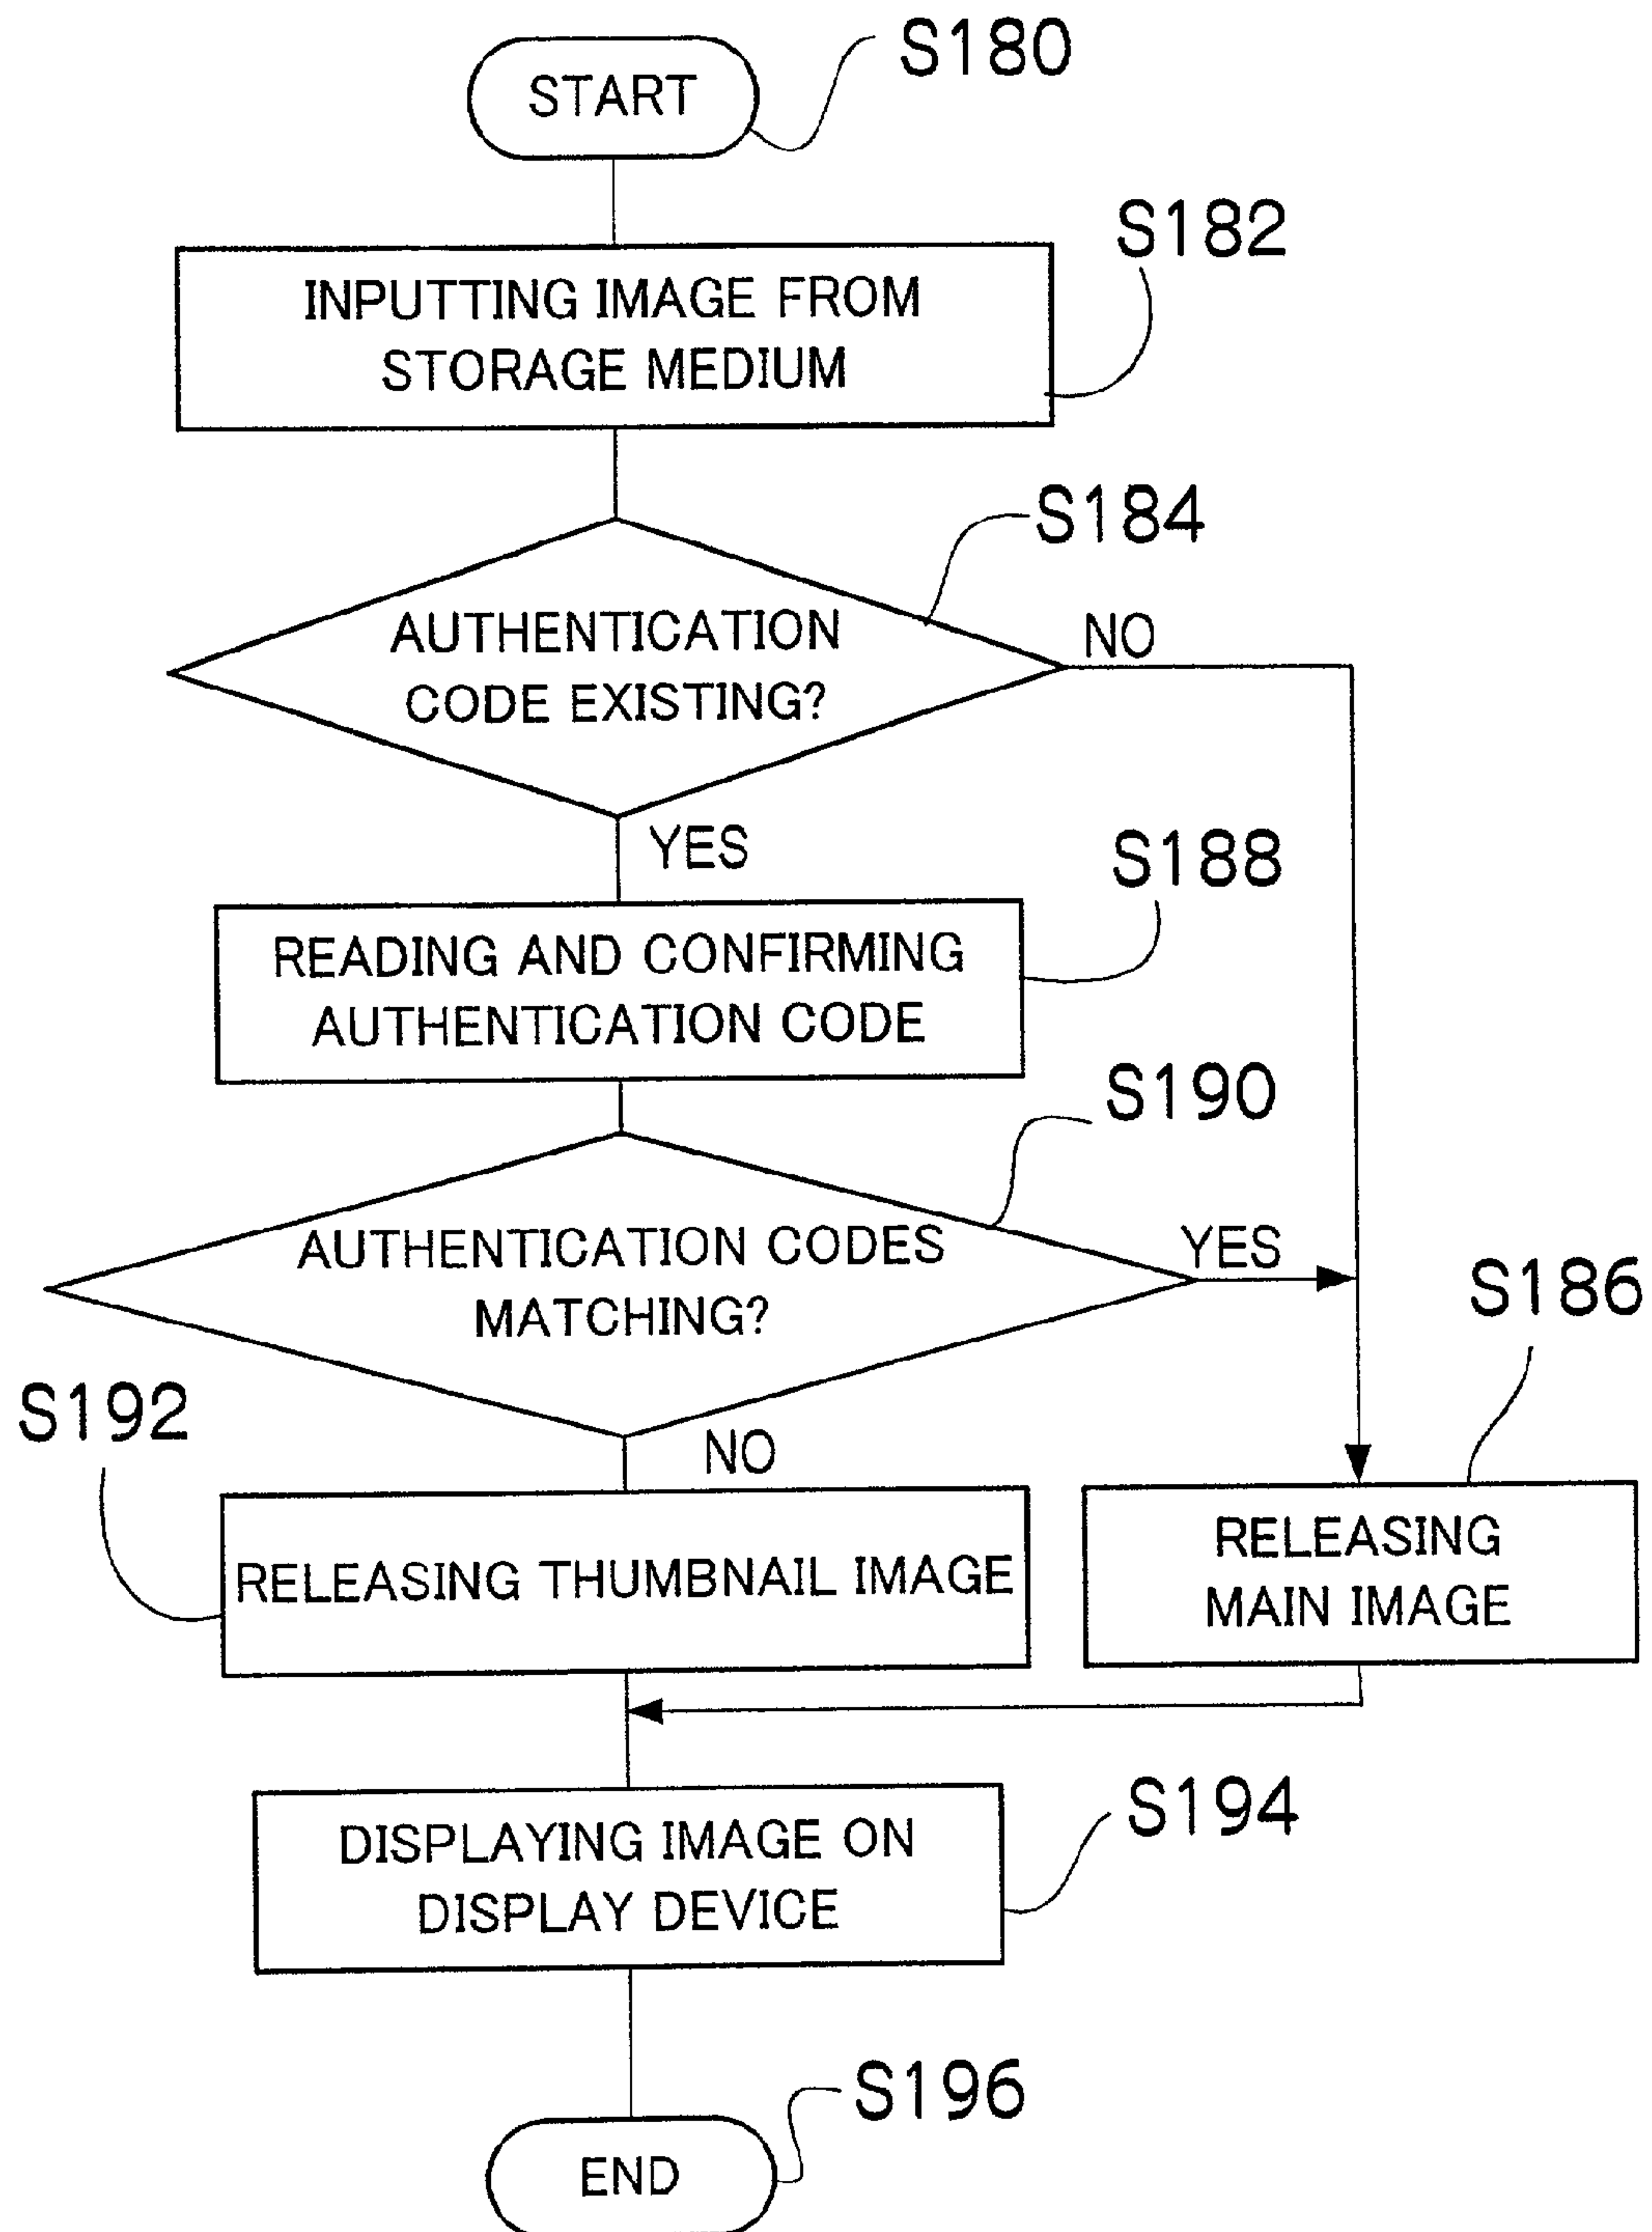 START
S180
S182
INPUTTING IMAGE FROM
STORAGE MEDIUM
S184
AUTHENTICATION
CODE EXISTING?
NO
YES
S188
READING AND CONFIRMING
AUTHENTICATION CODE
S190
AUTHENTICATION CODES
MATCHING?
YES
S186
S192
NO
RELEASING THUMBNAIL IMAGE
RELEASING
MAIN IMAGE
S194
DISPLAYING IMAGE ON
DISPLAY DEVICE
S196
END